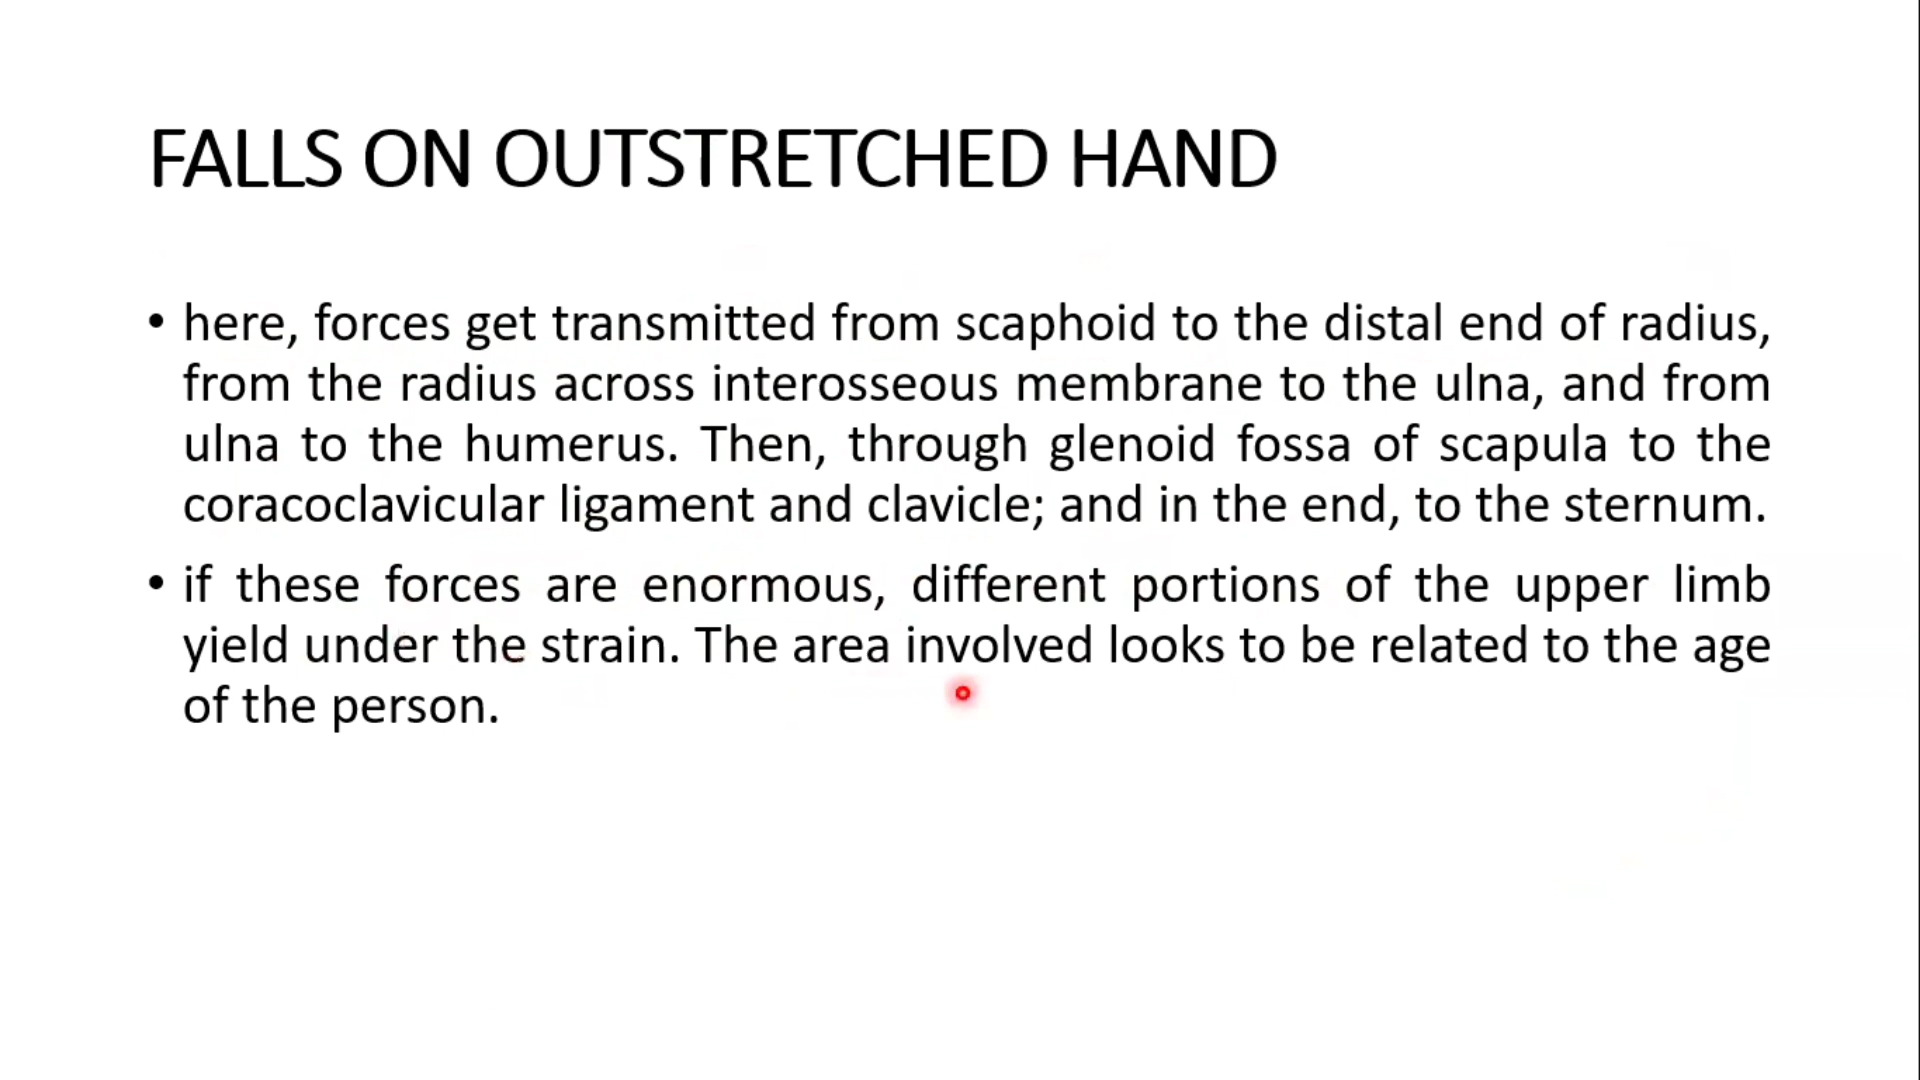 FALLS ON OUTSTRETCHED HAND
• here, forces get transmitted from scaphoid to the distal end of radius,
from the radius across interosseous membrane to the ulna, and from
ulna to the humerus. Then, through glenoid fossa of scapula to the
coracoclavicular ligament and clavicle; and in the end, to the sternum.
• if these forces are enormous, different portions of the upper limb
yield under the strain. The area involved looks to be related to the age
of the person.